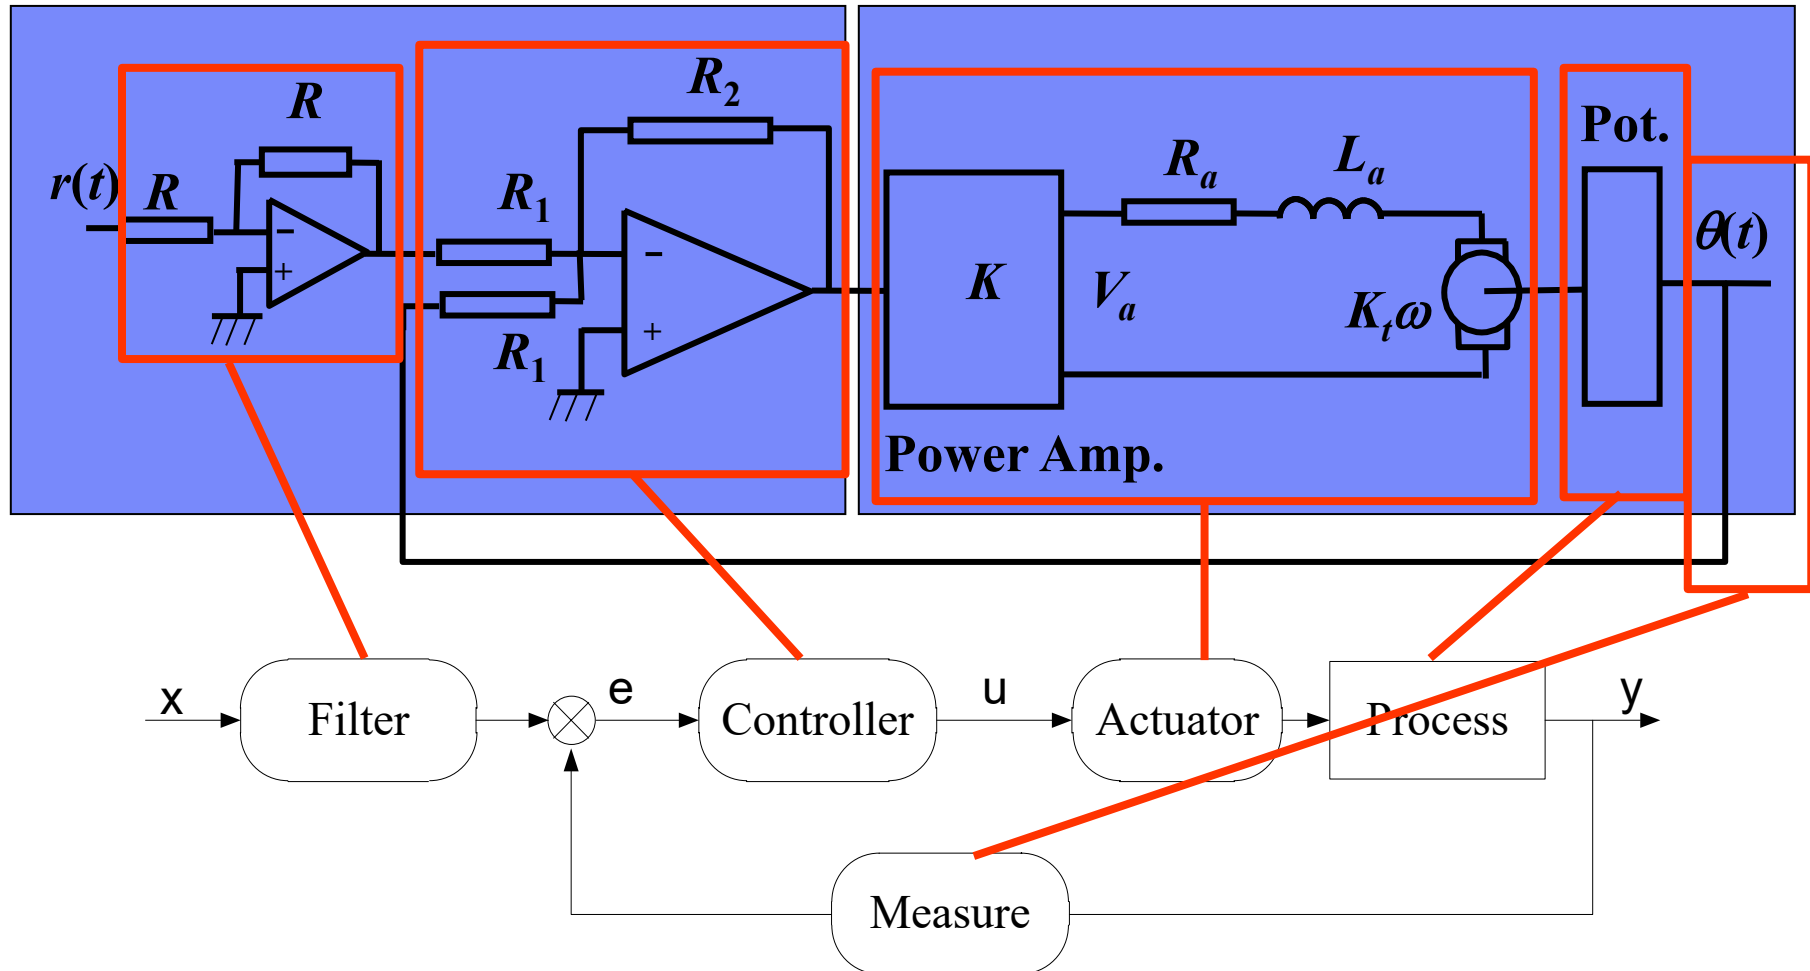 R
R₂
Pot.
r(t)
R
R₁
Rₐ
Lₐ
θ(t)
−
−
+
K
Vₐ
Kₜω
+
R₁
Power Amp.
x
Filter
e
Controller
u
Actuator
Process
y
Measure